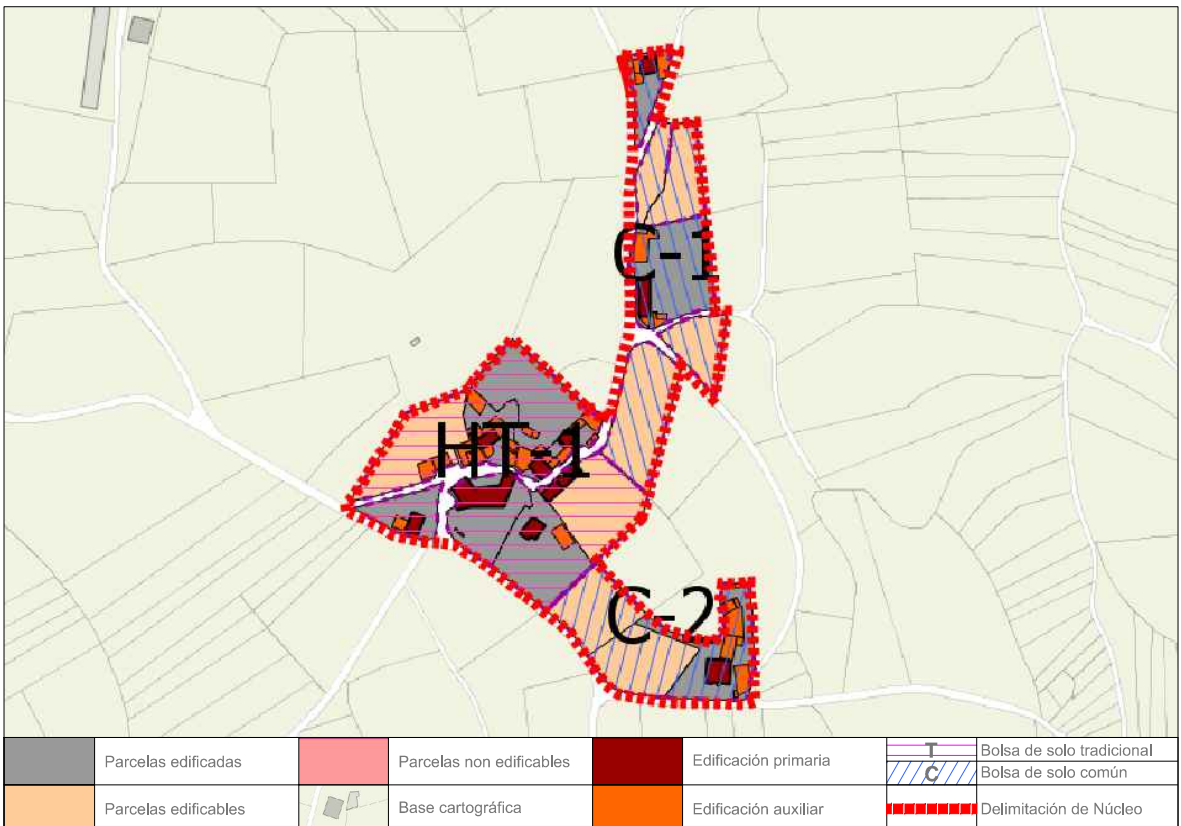 C-1
HT-1
C-2
Parcelas edificadas
Parcelas non edificables
Edificación primaria
T
Bolsa de solo tradicional
C
Bolsa de solo común
Parcelas edificables
Base cartográfica
Edificación auxiliar
Delimitación de Núcleo